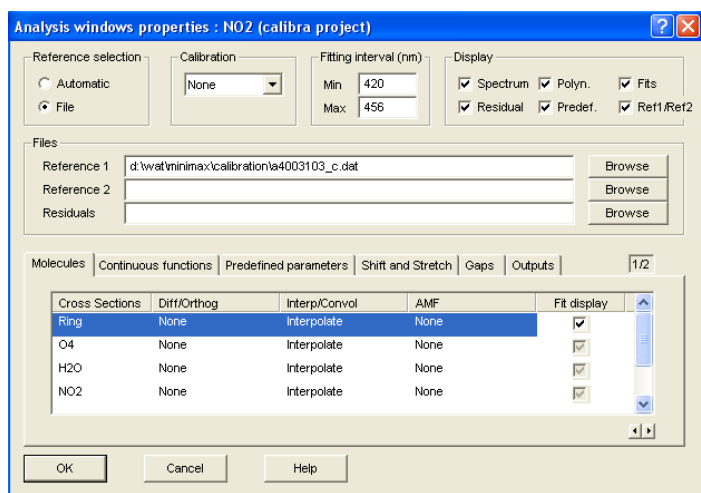 Analysis windows properties : NO2 (calibra project)
Reference selection
Automatic
File
Calibration
None
Fitting interval (nm)
Min 420
Max 456
Display
Spectrum Polyn. Fits
Residual Predef. Ref1/Ref2
Files
Reference 1 d:\wat\minimax\calibration\a4003103_c.dat Browse
Reference 2 Browse
Residuals Browse
Molecules Continuous functions Predefined parameters Shift and Stretch Gaps Outputs 1/2
Cross Sections Diff/Orthog Interp/Convol AMF Fit display
Ring None Interpolate None
O4 None Interpolate None
H2O None Interpolate None
NO2 None Interpolate None
OK Cancel Help